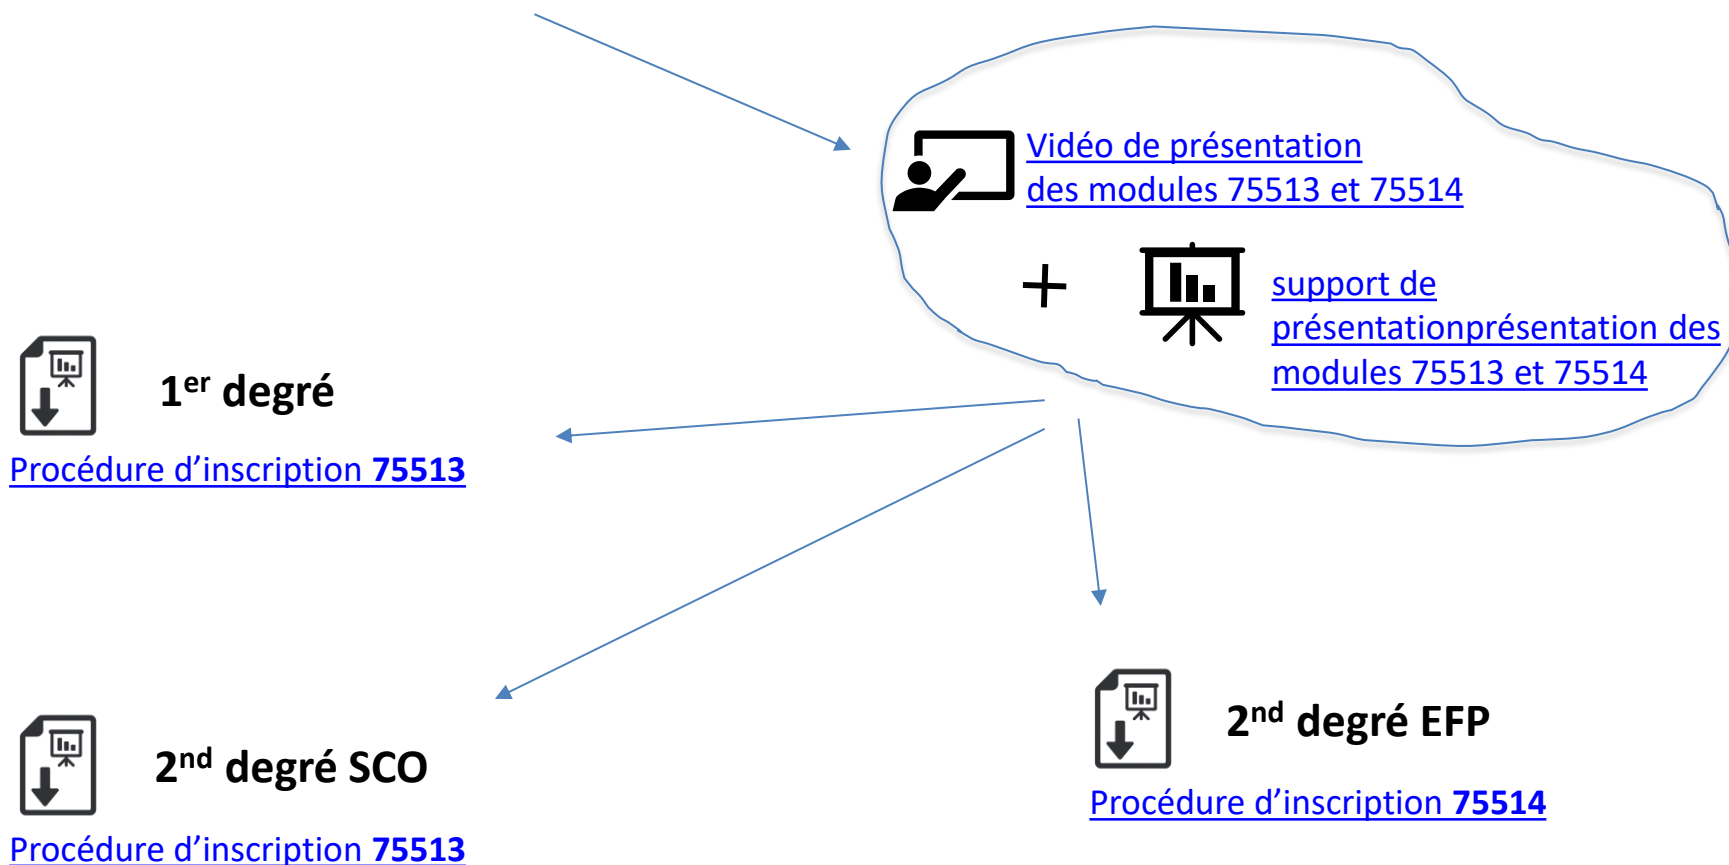 Vidéo de présentation
des modules 75513 et 75514
+
support de
présentationprésentation des
modules 75513 et 75514
1er degré
Procédure d’inscription 75513
2nd degré SCO
Procédure d’inscription 75513
2nd degré EFP
Procédure d’inscription 75514